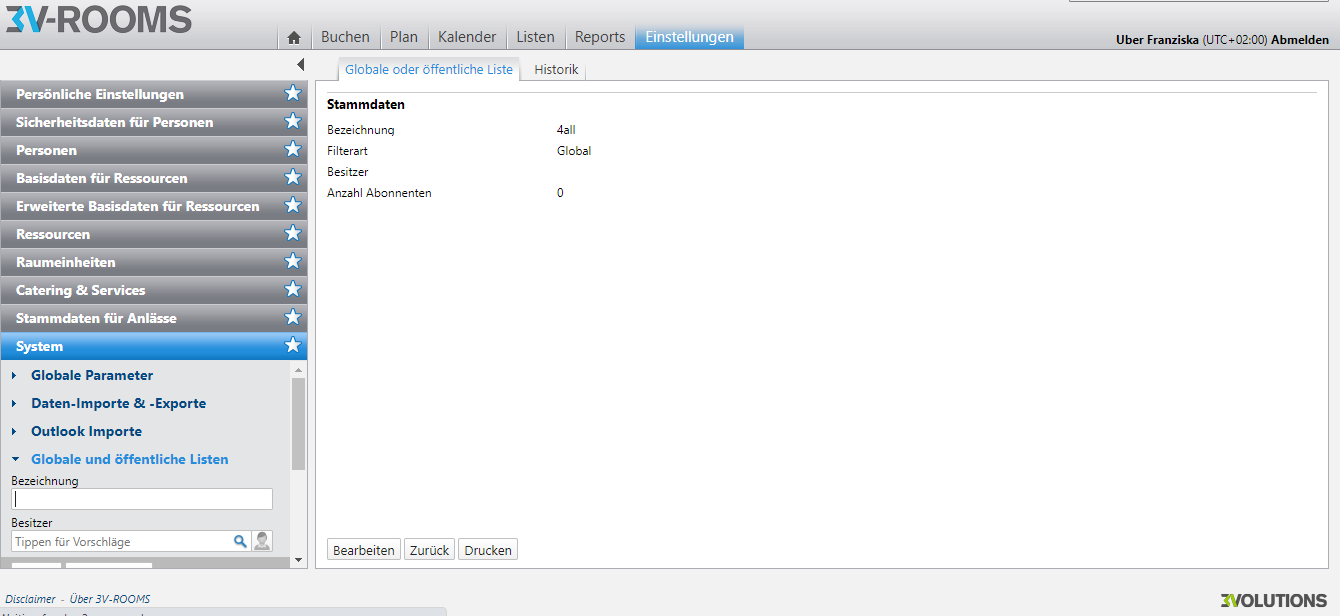 3V-ROOMS
Buchen Plan Kalender Listen Reports Einstellungen
Uber Franziska (UTC+02:00) Abmelden
Globale oder öffentliche Liste Historik
Persönliche Einstellungen
Sicherheitsdaten für Personen
Personen
Basisdaten für Ressourcen
Erweiterte Basisdaten für Ressourcen
Ressourcen
Raumeinheiten
Catering & Services
Stammdaten für Anlässe
System
Globale Parameter
Daten-Importe & -Exporte
Outlook Importe
Globale und öffentliche Listen
Bezeichnung
Besitzer
Tippen für Vorschläge
Stammdaten
Bezeichnung 4all
Filterart Global
Besitzer
Anzahl Abonnenten 0
Bearbeiten Zurück Drucken
Disclaimer - Über 3V-ROOMS
3VOLUTIONS